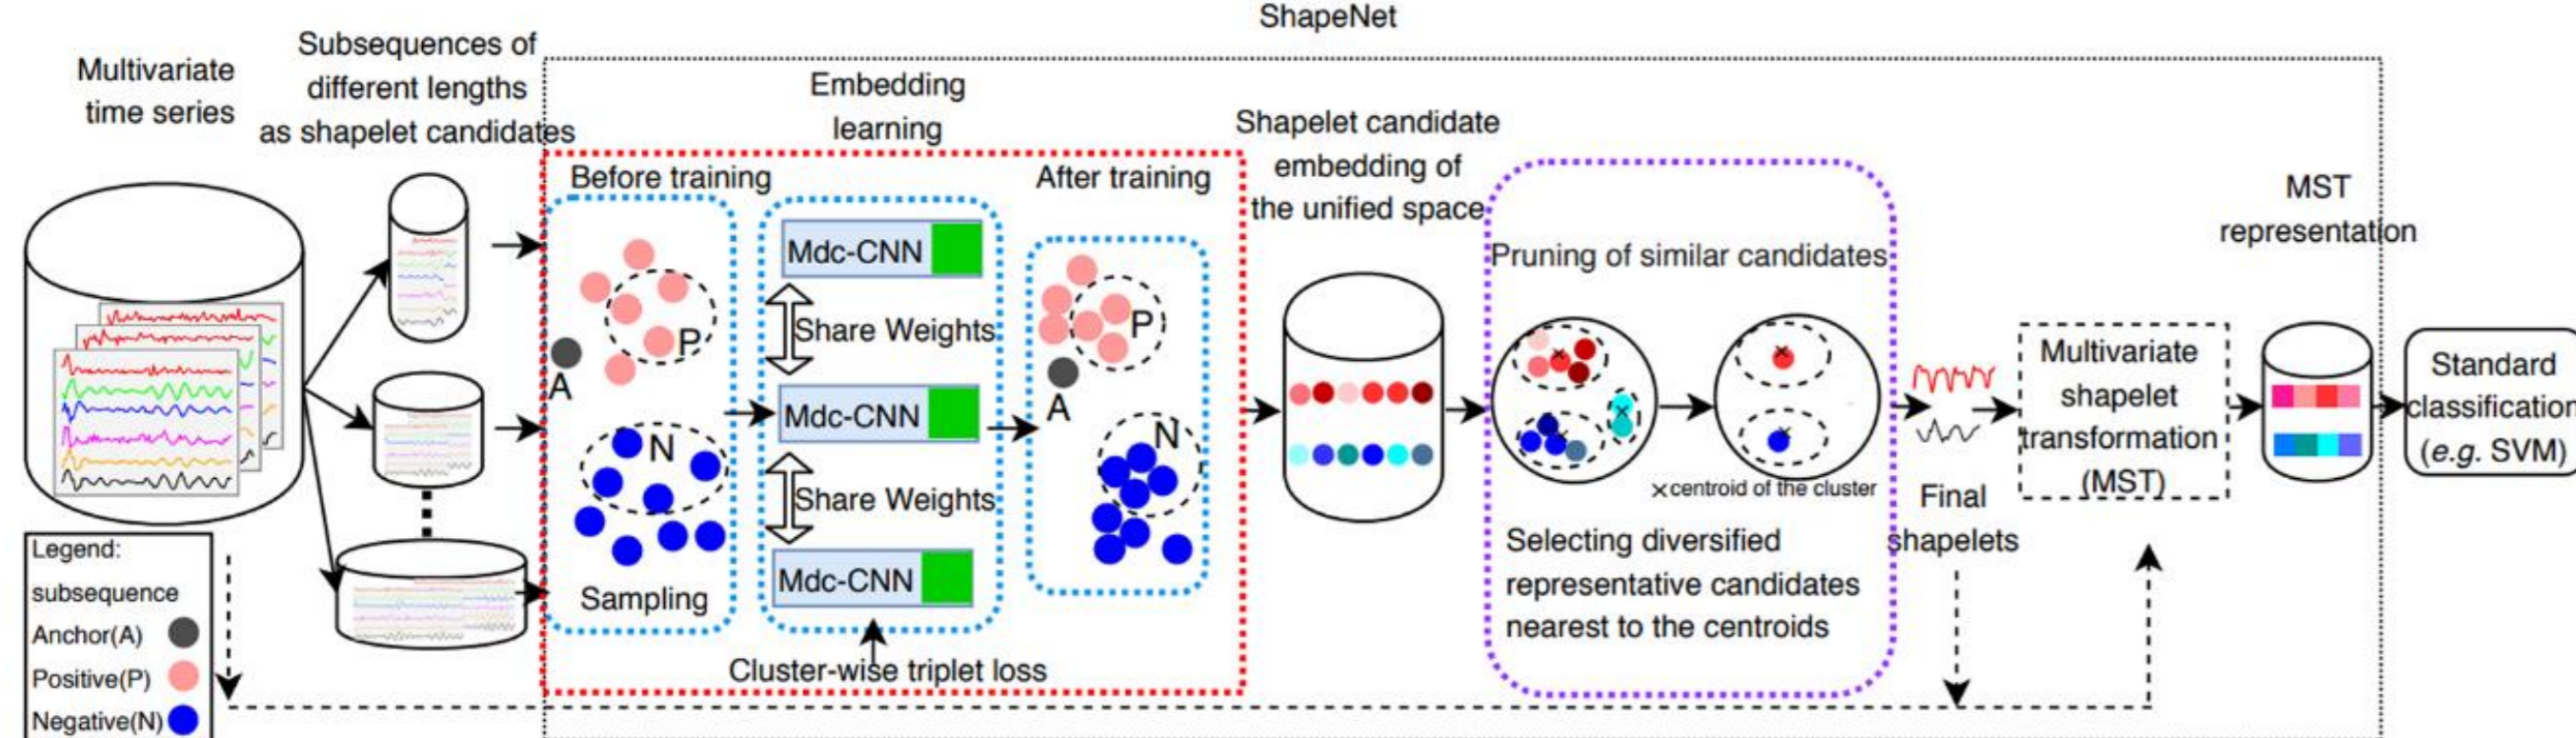 ShapeNet
Multivariate
time series
Subsequences of
different lengths
as shapelet candidates
Embedding
learning
Before training
After training
Mdc-CNN
Share Weights
Mdc-CNN
Share Weights
Mdc-CNN
P
A
N
Sampling
P
A
N
Cluster-wise triplet loss
Shapelet candidate
embedding of
the unified space
Pruning of similar candidates
×centroid of the cluster
Selecting diversified
representative candidates
nearest to the centroids
Final
shapelets
Multivariate
shapelet
transformation
(MST)
MST
representation
Standard
classification
(e.g. SVM)
Legend:
subsequence
Anchor(A)
Positive(P)
Negative(N)